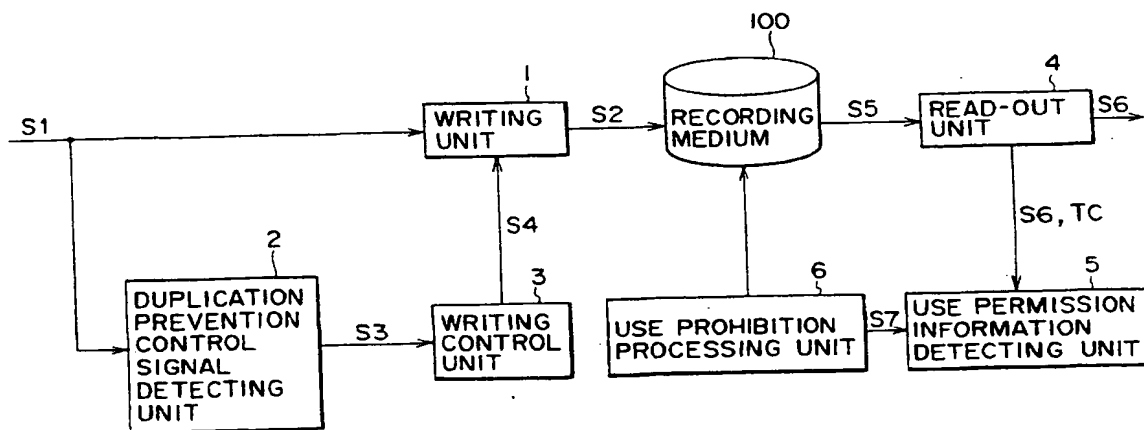 100
S1
1
WRITING
UNIT
S2
RECORDING
MEDIUM
S5
4
READ-OUT
UNIT
S6
S4
S6, TC
2
DUPLICATION
PREVENTION
CONTROL
SIGNAL
DETECTING
UNIT
S3
3
WRITING
CONTROL
UNIT
6
USE PROHIBITION
PROCESSING UNIT
S7
5
USE PERMISSION
INFORMATION
DETECTING UNIT